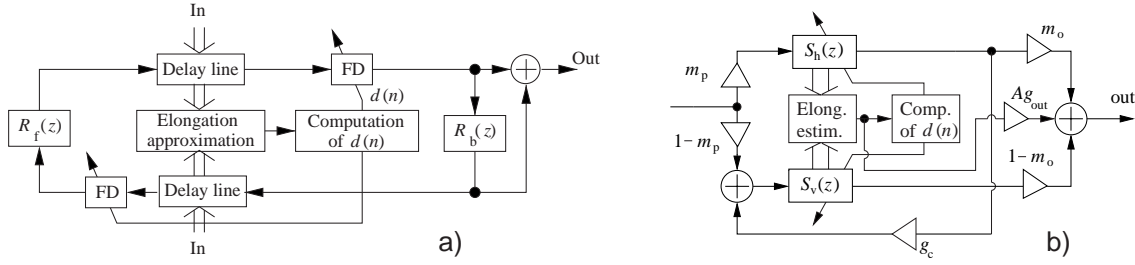 In
Delay line
FD
Out
d(n)
R_f(z)
Elongation
approximation
Computation
of d(n)
R_b(z)
FD
Delay line
In
a)
m_p
S_h(z)
m_o
Elong.
estim.
Comp.
of d(n)
Ag_out
out
1−m_p
1−m_o
S_v(z)
g_c
b)